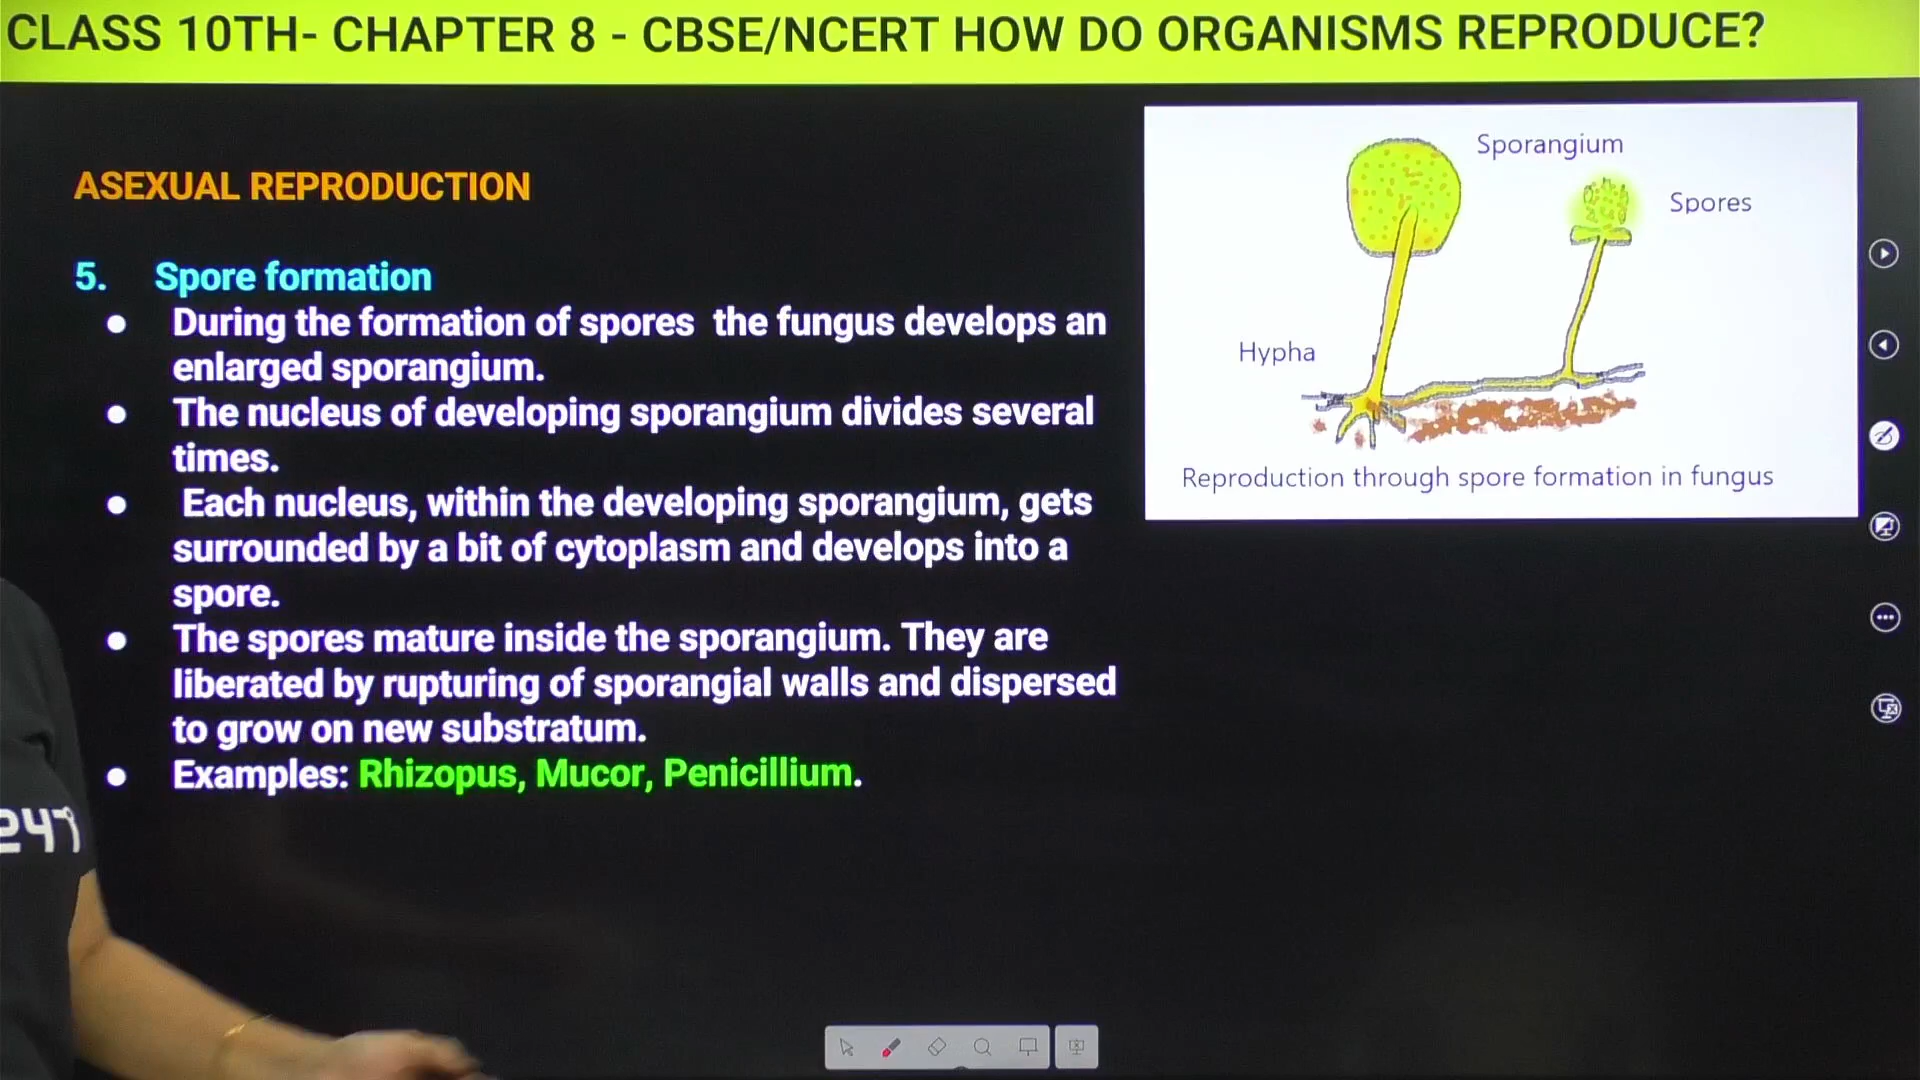 CLASS 10TH- CHAPTER 8 - CBSE/NCERT HOW DO ORGANISMS REPRODUCE?
ASEXUAL REPRODUCTION
5. Spore formation
● During the formation of spores the fungus develops an
enlarged sporangium.
● The nucleus of developing sporangium divides several
times.
● Each nucleus, within the developing sporangium, gets
surrounded by a bit of cytoplasm and develops into a
spore.
● The spores mature inside the sporangium. They are
liberated by rupturing of sporangial walls and dispersed
to grow on new substratum.
● Examples: Rhizopus, Mucor, Penicillium.
Sporangium
Spores
Hypha
Reproduction through spore formation in fungus
247